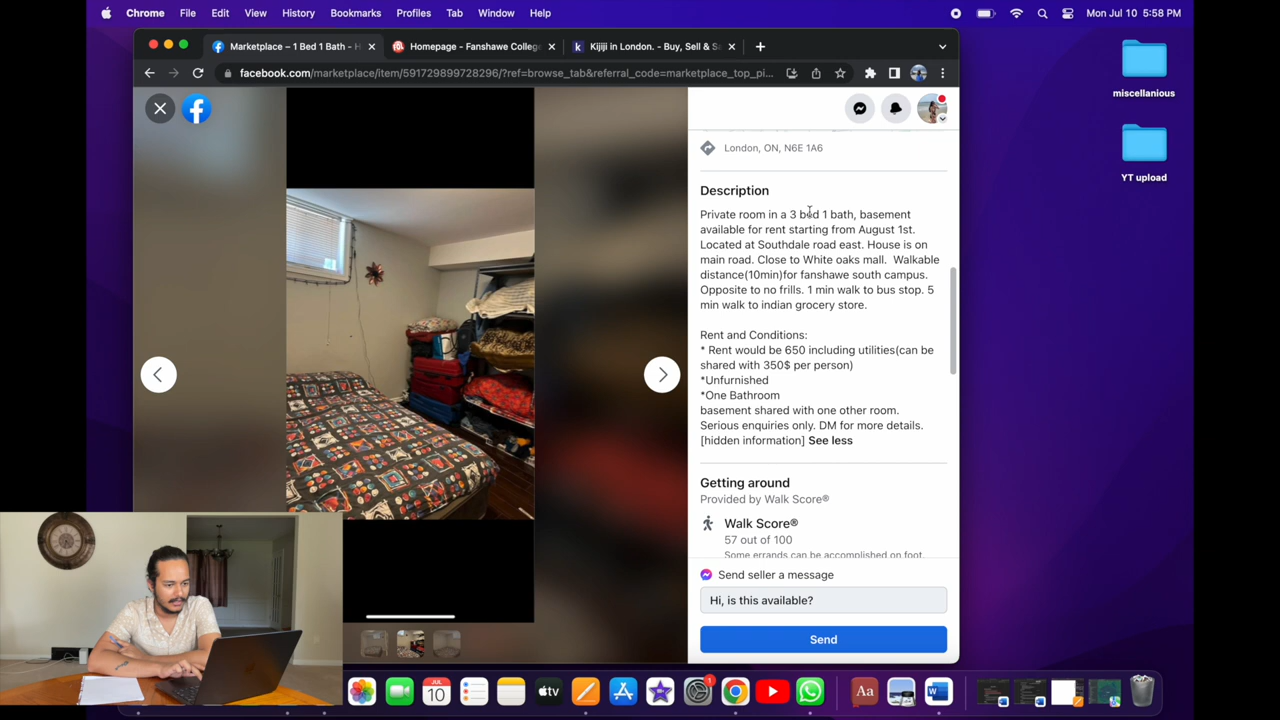 Chrome File Edit View History Bookmarks Profiles Tab Window Help
Mon Jul 10 5:58 PM
Marketplace – 1 Bed 1 Bath - H
Homepage - Fanshawe College
Kijiji in London. - Buy, Sell & S
facebook.com/marketplace/item/591729899728296/?ref=browse_tab&referral_code=marketplace_top_pi...
miscellanious
YT upload
London, ON, N6E 1A6
Description
Private room in a 3 bed 1 bath, basement
available for rent starting from August 1st.
Located at Southdale road east. House is on
main road. Close to White oaks mall. Walkable
distance(10min)for fanshawe south campus.
Opposite to no frills. 1 min walk to bus stop. 5
min walk to indian grocery store.
Rent and Conditions:
* Rent would be 650 including utilities(can be
shared with 350$ per person)
*Unfurnished
*One Bathroom
basement shared with one other room.
Serious enquiries only. DM for more details.
[hidden information] See less
Getting around
Provided by Walk Score®
Walk Score®
57 out of 100
Some errands can be accomplished on foot.
Send seller a message
Hi, is this available?
Send
JUL
10
tv
1
Aa
W